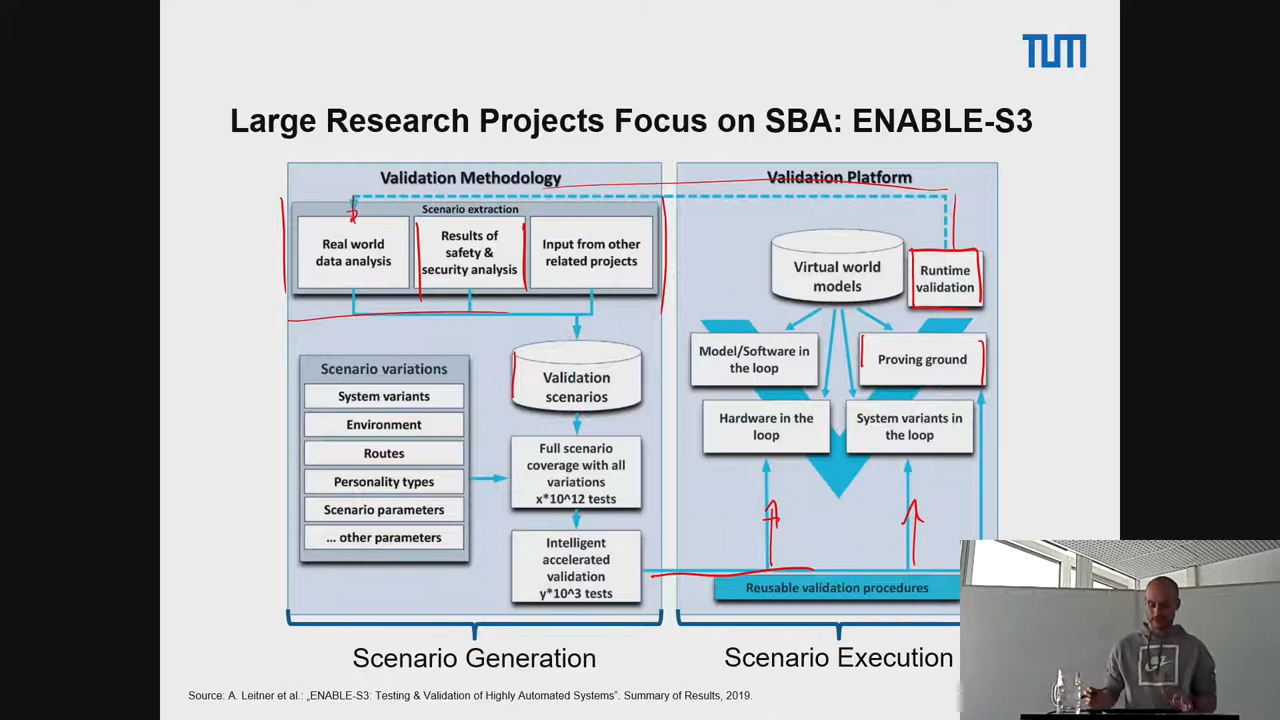 TUM
Large Research Projects Focus on SBA: ENABLE-S3
Validation Methodology
Scenario extraction
Real world
data analysis
Results of
safety &
security analysis
Input from other
related projects
Scenario variations
System variants
Environment
Routes
Personality types
Scenario parameters
... other parameters
Validation
scenarios
Full scenario
coverage with all
variations
x*10^12 tests
Intelligent
accelerated
validation
y*10^3 tests
Scenario Generation
Validation Platform
Virtual world
models
Runtime
validation
Model/Software in
the loop
Proving ground
Hardware in the
loop
System variants in
the loop
Reusable validation procedures
Scenario Execution
Source: A. Leitner et al.: „ENABLE-S3: Testing & Validation of Highly Automated Systems". Summary of Results, 2019.